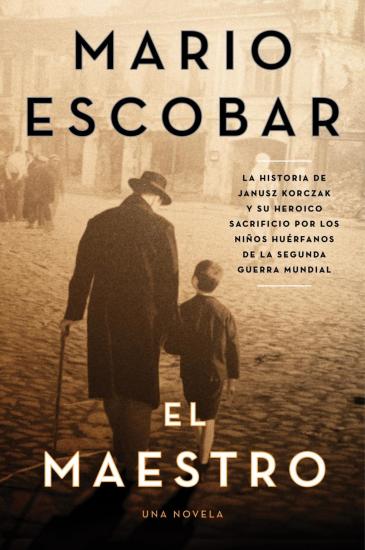 MARIO
ESCOBAR
LA HISTORIA DE
JANUSZ KORCZAK
Y SU HEROICO
SACRIFICIO POR LOS
NIÑOS HUÉRFANOS
DE LA SEGUNDA
GUERRA MUNDIAL
EL
MAESTRO
UNA NOVELA